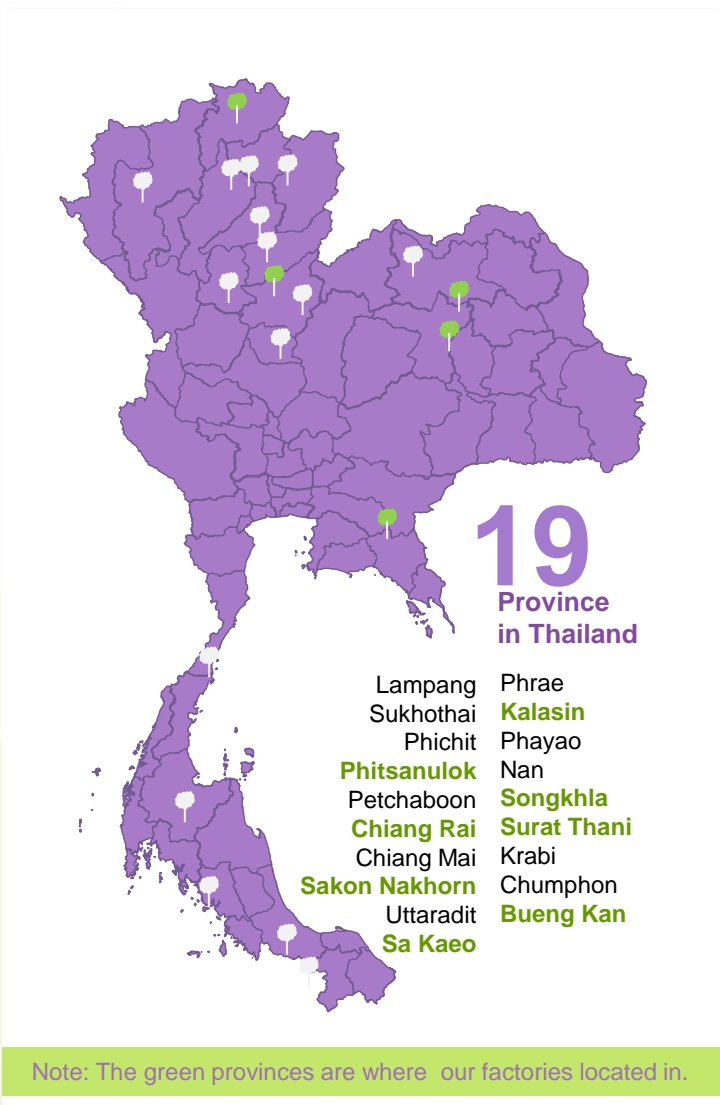 19
Province
in Thailand
Lampang
Sukhothai
Phichit
Phitsanulok
Petchaboon
Chiang Rai
Chiang Mai
Sakon Nakhorn
Uttaradit
Sa Kaeo
Phrae
Kalasin
Phayao
Nan
Songkhla
Surat Thani
Krabi
Chumphon
Bueng Kan
Note: The green provinces are where our factories located in.